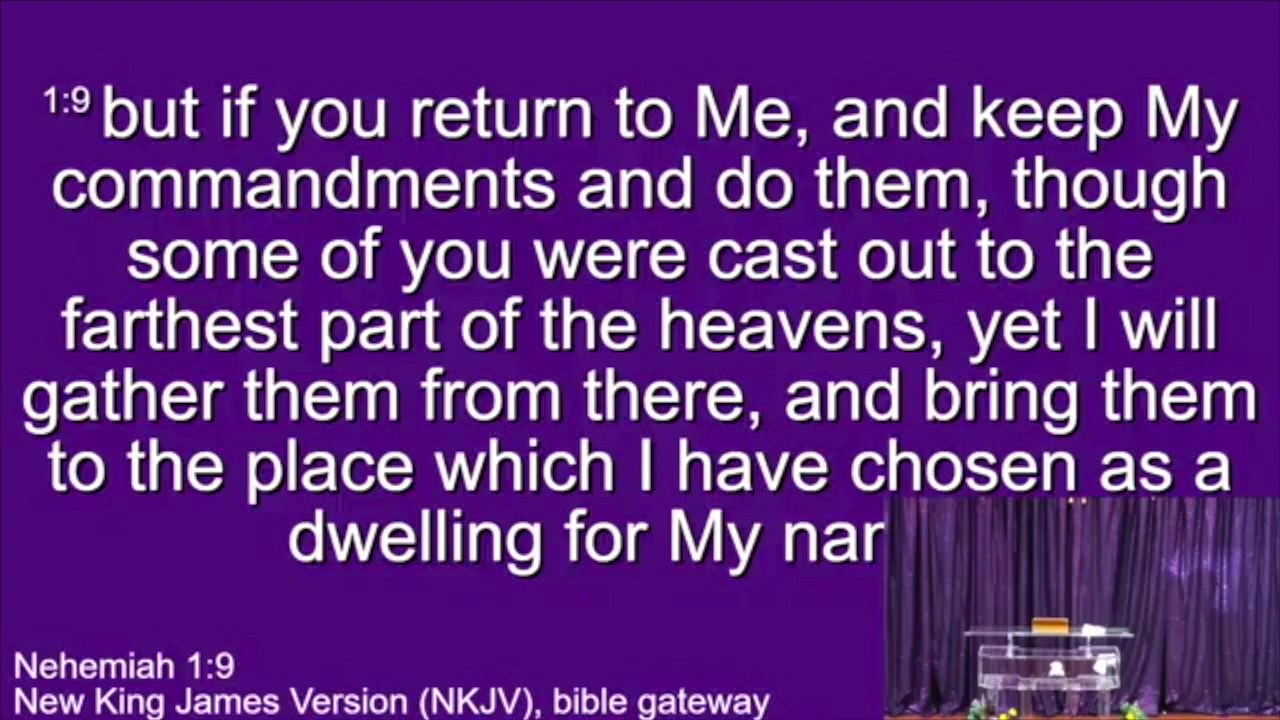 1:9 but if you return to Me, and keep My
commandments and do them, though
some of you were cast out to the
farthest part of the heavens, yet I will
gather them from there, and bring them
to the place which I have chosen as a
dwelling for My
Nehemiah 1:9
New King James Version (NKJV), bible gateway